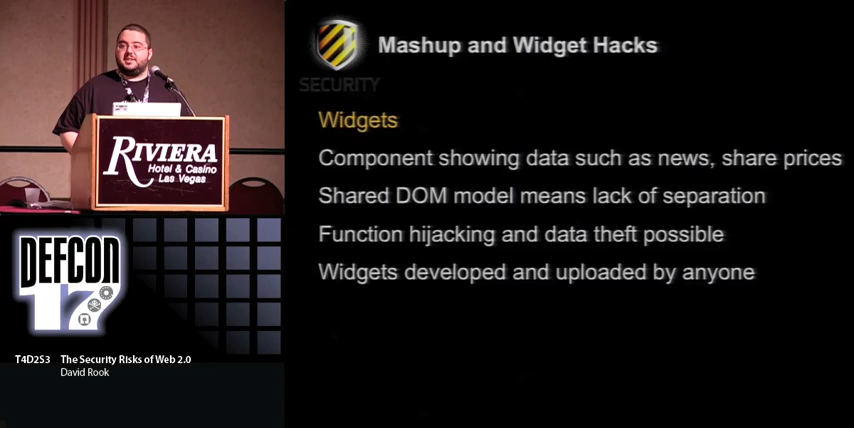 RIVIERA
Hotel & Casino
Las Vegas
DEFCON
17
T4D2S3 The Security Risks of Web 2.0
David Rook
SECURITY
Mashup and Widget Hacks
Widgets
Component showing data such as news, share prices
Shared DOM model means lack of separation
Function hijacking and data theft possible
Widgets developed and uploaded by anyone